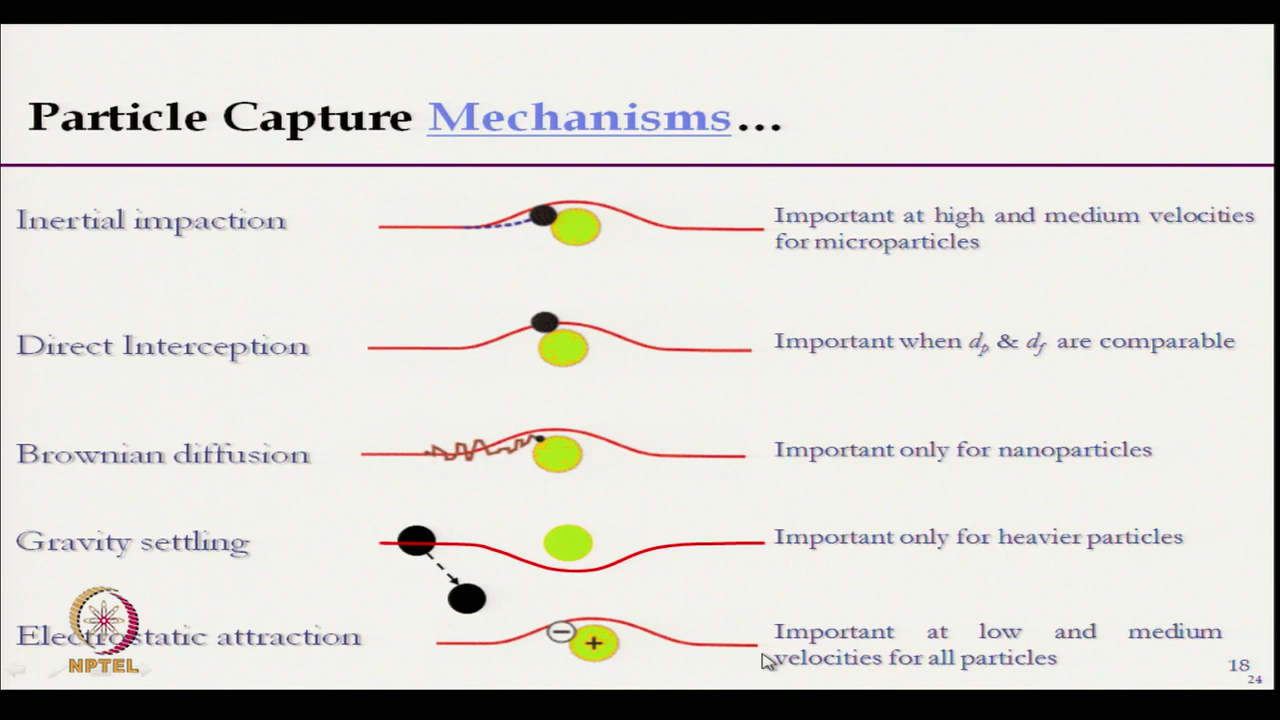 Particle Capture Mechanisms...
Inertial impaction
Important at high and medium velocities
for microparticles
Direct Interception
Important when dp & df are comparable
Brownian diffusion
Important only for nanoparticles
Gravity settling
Important only for heavier particles
Electrostatic attraction
− +
Important at low and medium
velocities for all particles
NPTEL
18
24